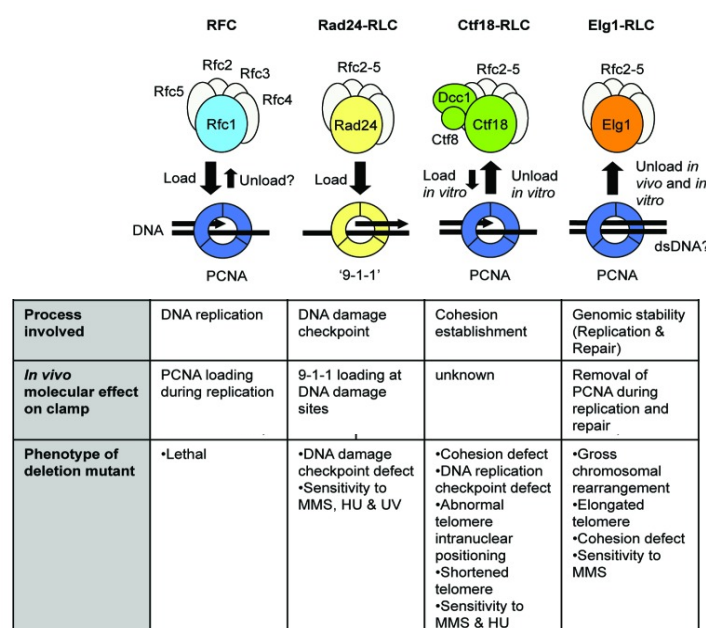 RFC
Rad24-RLC
Ctf18-RLC
Elg1-RLC
Rfc2
Rfc5
Rfc3
Rfc4
Rfc1
Rfc2-5
Rad24
Rfc2-5
Dcc1
Ctf8
Ctf18
Rfc2-5
Elg1
Load
Unload?
Load
Load
in vitro
Unload
in vitro
Unload in
vivo and in
vitro
DNA
dsDNA?
PCNA
'9-1-1'
PCNA
PCNA
Process
involved
DNA replication
DNA damage
checkpoint
Cohesion
establishment
Genomic stability
(Replication &
Repair)
In vivo
molecular effect
on clamp
PCNA loading
during replication
9-1-1 loading at
DNA damage
sites
unknown
Removal of
PCNA during
replication and
repair
Phenotype of
deletion mutant
•Lethal
•DNA damage
checkpoint defect
•Sensitivity to
MMS, HU & UV
•Cohesion defect
•DNA replication
checkpoint defect
•Abnormal
telomere
intranuclear
positioning
•Shortened
telomere
•Sensitivity to
MMS & HU
•Gross
chromosomal
rearrangement
•Elongated
telomere
•Cohesion defect
•Sensitivity to
MMS